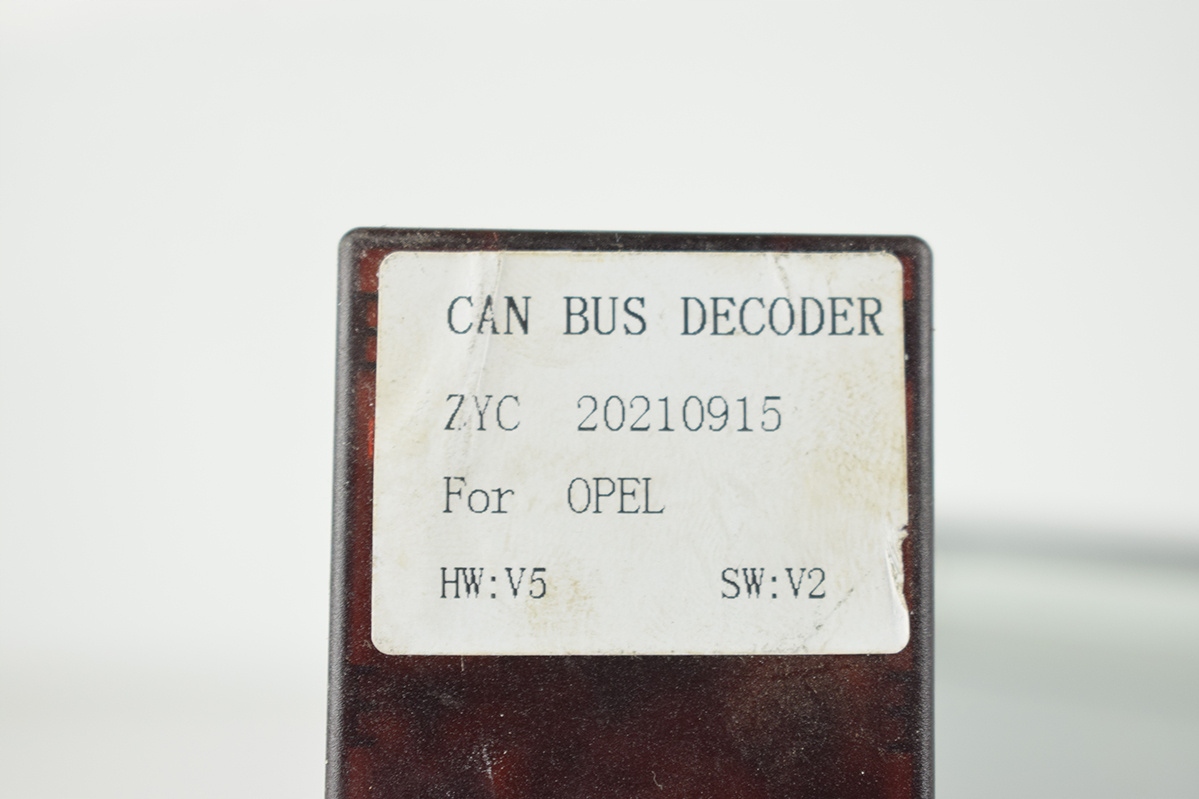 CAN BUS DECODER
ZYC 20210915
For OPEL
HW:V5 SW:V2